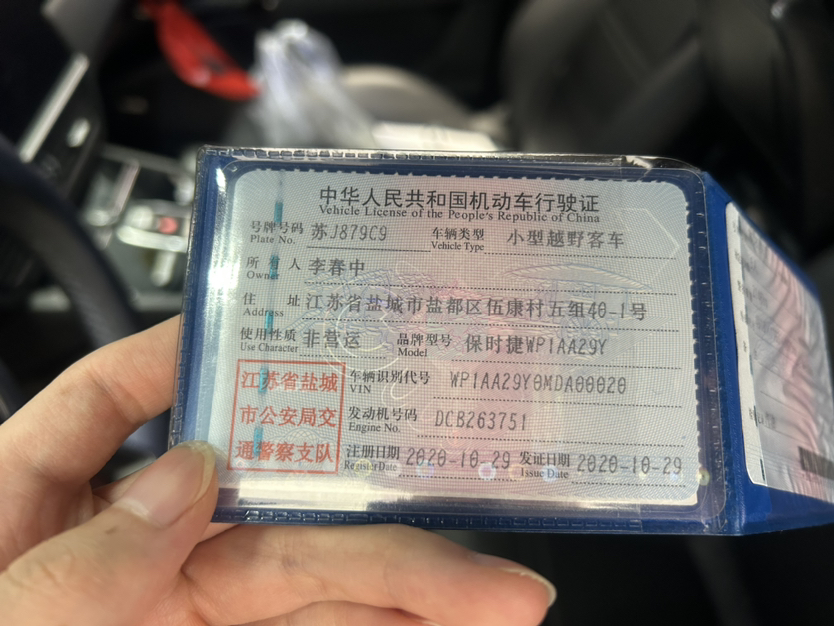 中华人民共和国机动车行驶证
Vehicle License of the People's Republic of China
号牌号码 苏J879C9 车辆类型 小型越野客车
Plate No. Vehicle Type
所有人 李春中
Owner
住址 江苏省盐城市盐都区伍康村五组40-1号
Address
使用性质 非营运 品牌型号 保时捷WP1AA29Y
Use Character Model
江苏省盐城 车辆识别代号 WP1AA29Y0MDA00020
VIN
市公安局交 发动机号码 DCB263751
Engine No.
通警察支队 注册日期 2020-10-29 发证日期 2020-10-29
Register Date Issue Date